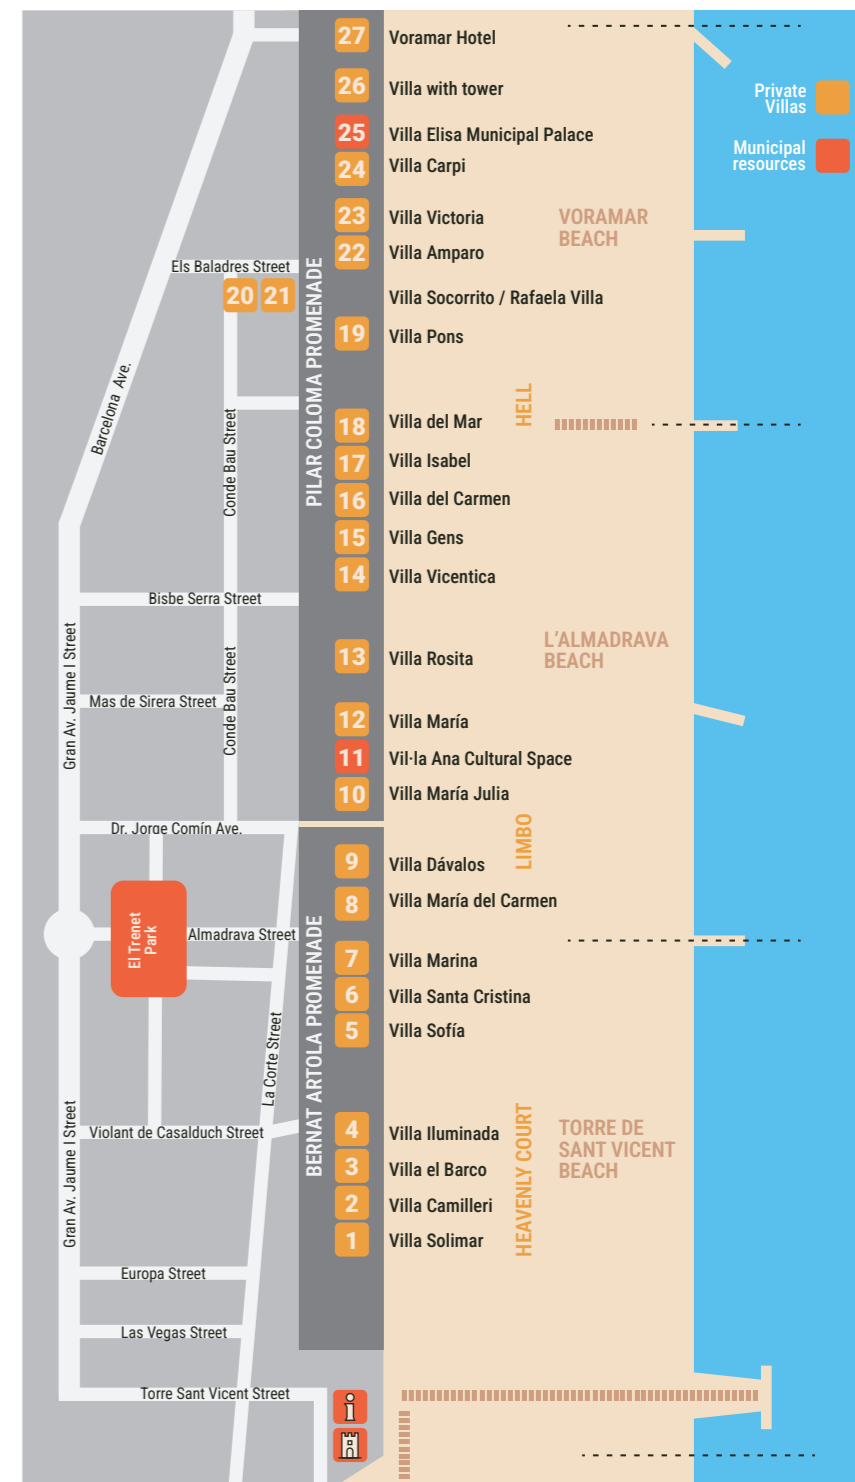 27 Voramar Hotel
26 Villa with tower
Private
Villas
25 Villa Elisa Municipal Palace
Municipal
resources
24 Villa Carpi
23 Villa Victoria
VORAMAR
BEACH
22 Villa Amparo
Els Baladres Street
20 21 Villa Socorrito / Rafaela Villa
19 Villa Pons
PILAR COLOMA PROMENADE
Barcelona Ave.
HELL
18 Villa del Mar
Conde Bau Street
17 Villa Isabel
16 Villa del Carmen
15 Villa Gens
14 Villa Vicentica
Bisbe Serra Street
Gran Av. Jaume I Street
L'ALMADRAVA
BEACH
13 Villa Rosita
Conde Bau Street
Mas de Sirera Street
12 Villa María
11 Vil·la Ana Cultural Space
10 Villa María Julia
LIMBO
Dr. Jorge Comín Ave.
9 Villa Dávalos
8 Villa María del Carmen
El Trenet
Park
Almadrava Street
BERNAT ARTOLA PROMENADE
7 Villa Marina
6 Villa Santa Cristina
5 Villa Sofía
La Corte Street
Gran Av. Jaume I Street
Violant de Casalduch Street
4 Villa Iluminada
HEAVENLY COURT
TORRE DE
SANT VICENT
BEACH
3 Villa el Barco
2 Villa Camilleri
1 Villa Solimar
Europa Street
Las Vegas Street
Torre Sant Vicent Street
i